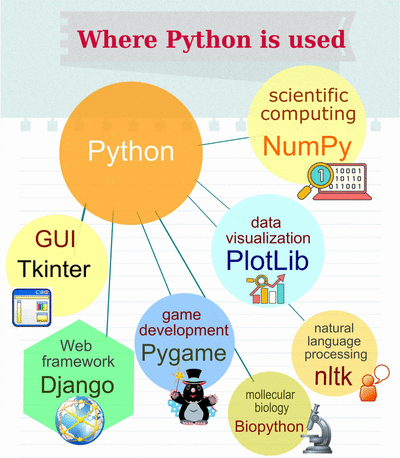 Where Python is used
scientific
computing
NumPy
10001
10110
011001
1
Python
data
visualization
PlotLib
GUI
Tkinter
game
development
Pygame
natural
language
processing
nltk
Web
framework
Django
mollecular
biology
Biopython